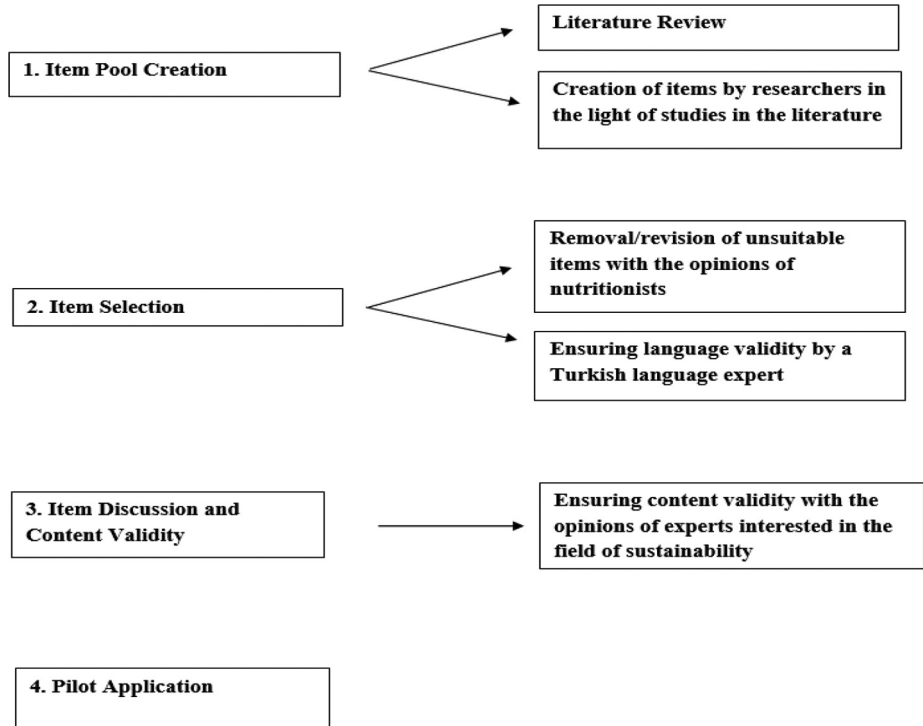 Literature Review
1. Item Pool Creation
Creation of items by researchers in
the light of studies in the literature
Removal/revision of unsuitable
items with the opinions of
nutritionists
2. Item Selection
Ensuring language validity by a
Turkish language expert
3. Item Discussion and
Content Validity
Ensuring content validity with the
opinions of experts interested in the
field of sustainability
4. Pilot Application